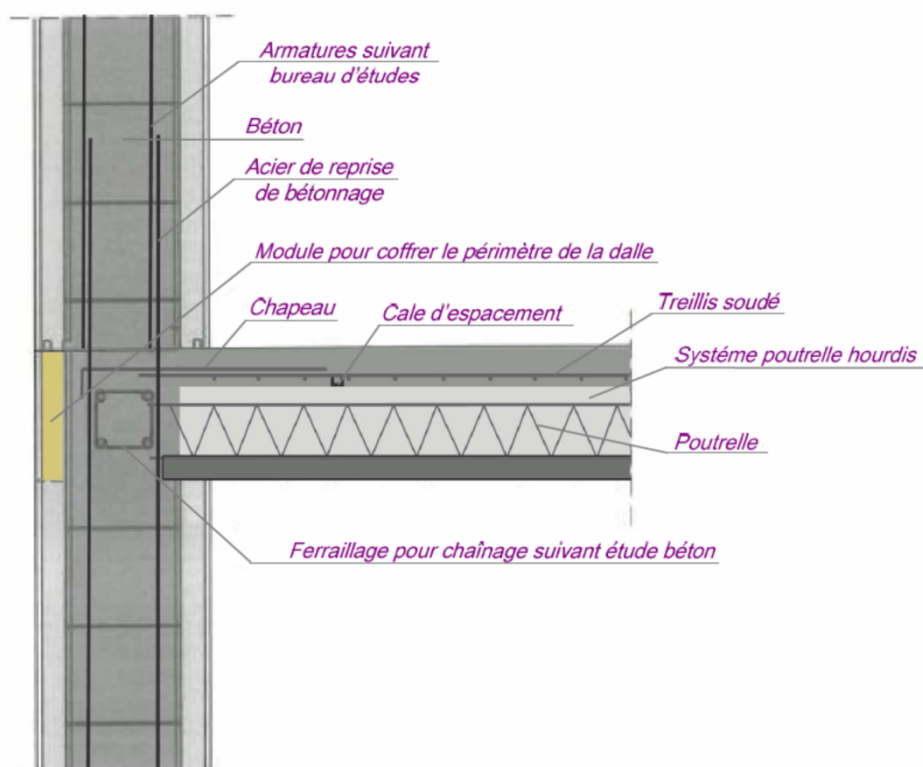 Armatures suivant
bureau d'études
Béton
Acier de reprise
de bétonnage
Module pour coffrer le périmètre de la dalle
Chapeau
Cale d'espacement
Treillis soudé
Systéme poutrelle hourdis
Poutrelle
Ferraillage pour chaînage suivant étude béton